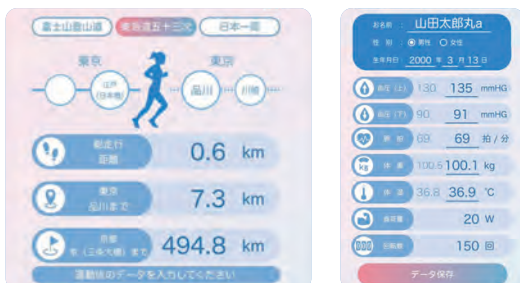 富士山登山道 東海道五十三次 日本一周
東京 東京
江戸
(日本橋)
品川 川崎
総走行
距離
0.6 km
東京
品川まで
7.3 km
京都
(三条大橋) まで
494.8 km
運動後のデータを入力してください
お名前 : 山田太郎丸a
性別 : 男性 女性
生年月日 : 2000 年 3 月 13 日
血圧 (上) 130 135 mmHG
血圧 (下) 90 91 mmHG
脈拍 69 69 拍 / 分
kg 体重 100.6 100.1 kg
体温 36.8 36.9 ℃
20 W
回転数 150 回
データ保存